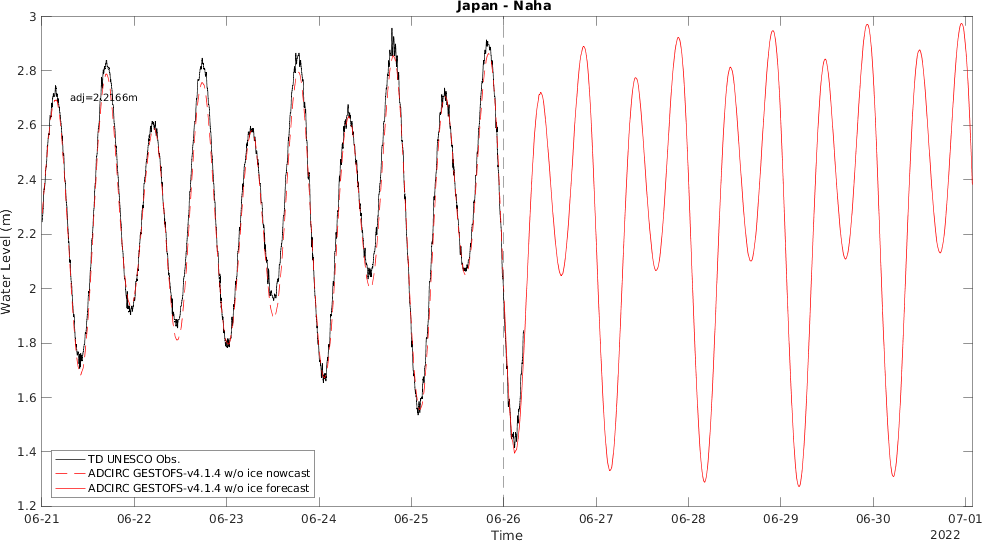 Japan - Naha
Water Level (m)
3
2.8
2.6
2.4
2.2
2
1.8
1.6
1.4
1.2
adj=2.2166m
TD UNESCO Obs.
ADCIRC GESTOFS-v4.1.4 w/o ice nowcast
ADCIRC GESTOFS-v4.1.4 w/o ice forecast
06-21 06-22 06-23 06-24 06-25 06-26 06-27 06-28 06-29 06-30 07-01
Time
2022